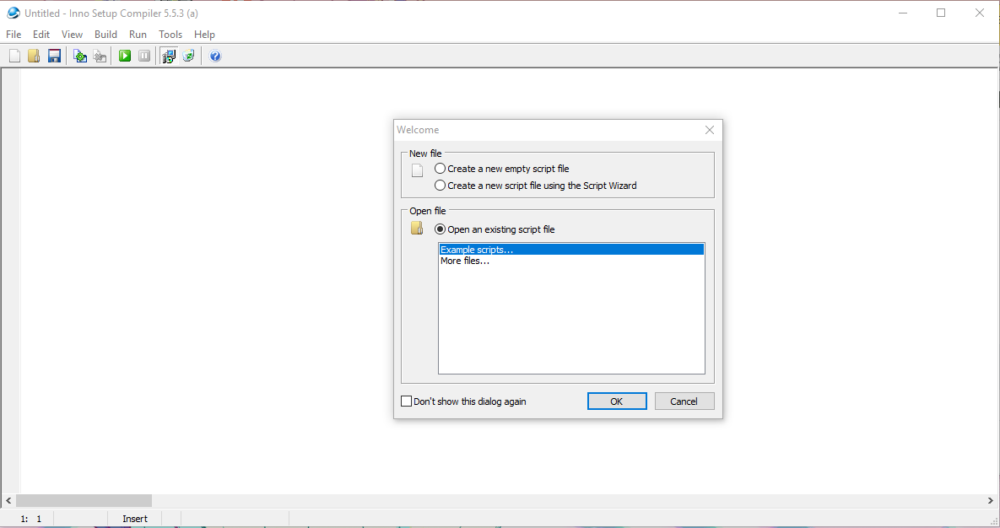 Untitled - Inno Setup Compiler 5.5.3 (a)
File Edit View Build Run Tools Help
Welcome
New file
Create a new empty script file
Create a new script file using the Script Wizard
Open file
Open an existing script file
Example scripts...
More files...
Don't show this dialog again
OK Cancel
1: 1 Insert